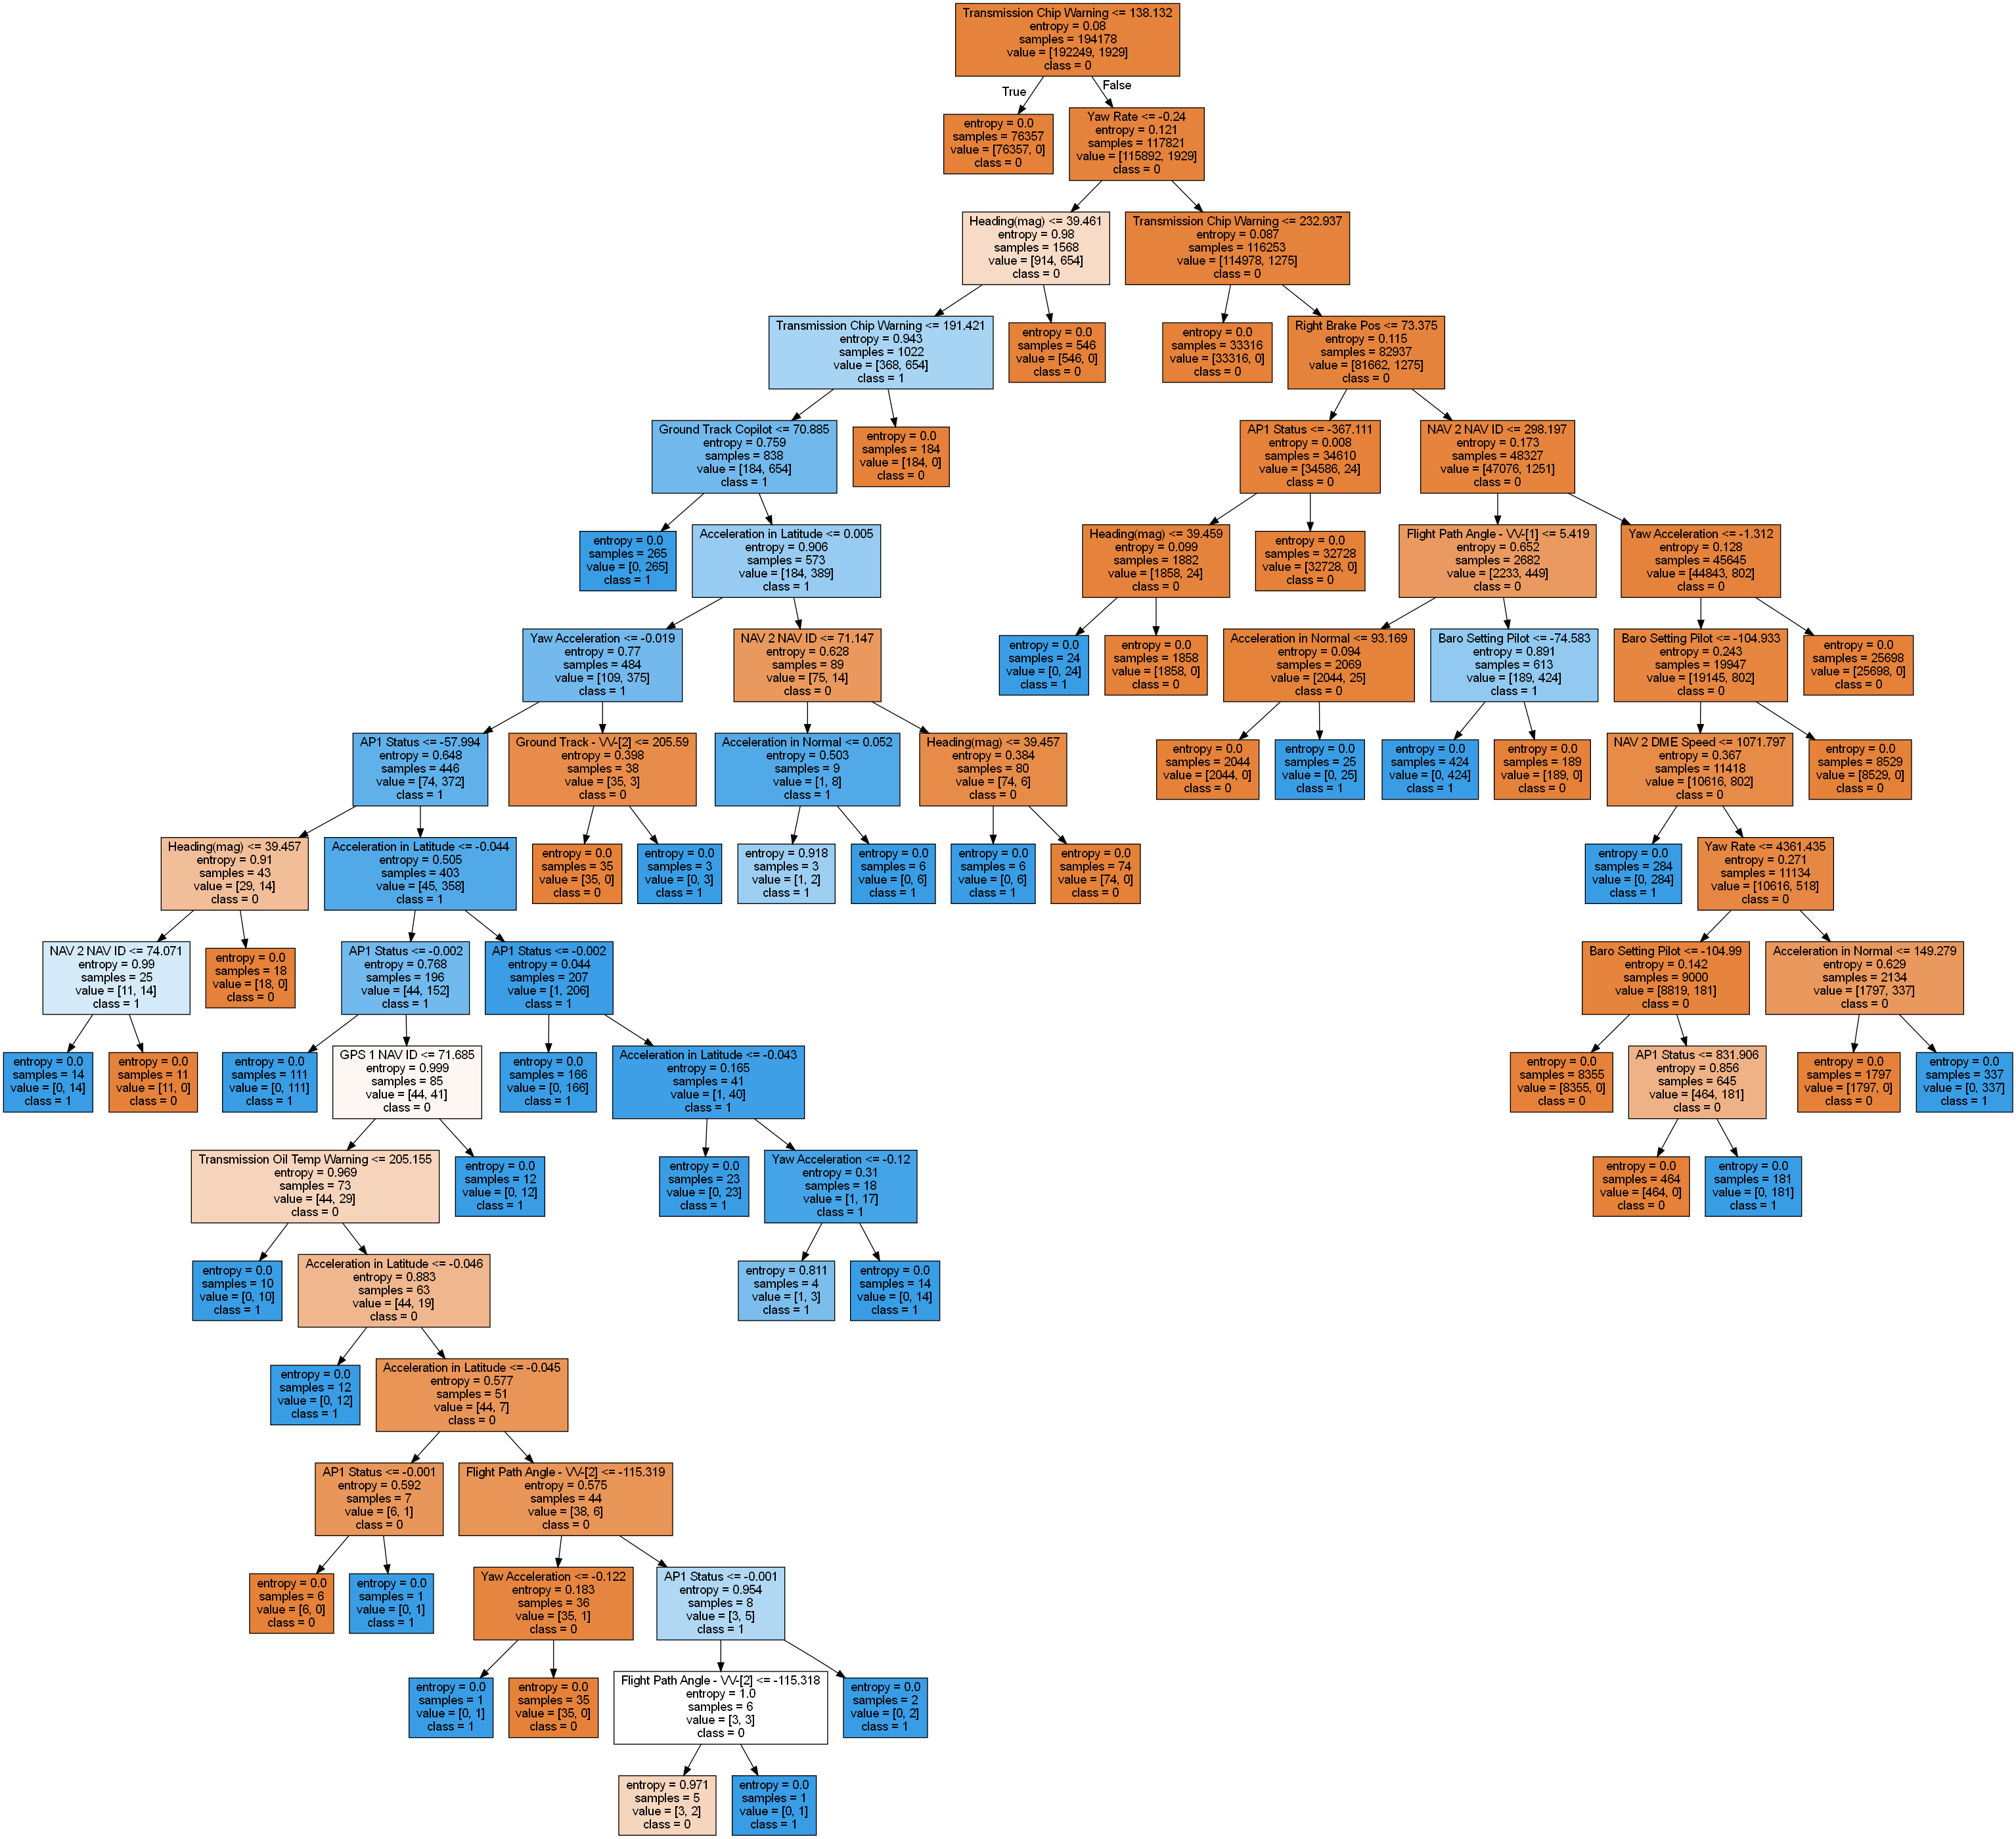 Transmission Chip Warning <= 138.132
entropy = 0.08
samples = 194178
value = [192249, 1929]
class = 0
True
False
entropy = 0.0
samples = 76357
value = [76357, 0]
class = 0
Yaw Rate <= -0.24
entropy = 0.121
samples = 117821
value = [115892, 1929]
class = 0
Heading(mag) <= 39.461
entropy = 0.98
samples = 1568
value = [914, 654]
class = 0
Transmission Chip Warning <= 232.937
entropy = 0.087
samples = 116253
value = [114978, 1275]
class = 0
Transmission Chip Warning <= 191.421
entropy = 0.943
samples = 1022
value = [368, 654]
class = 1
entropy = 0.0
samples = 546
value = [546, 0]
class = 0
entropy = 0.0
samples = 33316
value = [33316, 0]
class = 0
Right Brake Pos <= 73.375
entropy = 0.115
samples = 82937
value = [81662, 1275]
class = 0
Ground Track Copilot <= 70.885
entropy = 0.759
samples = 838
value = [184, 654]
class = 1
entropy = 0.0
samples = 184
value = [184, 0]
class = 0
AP1 Status <= -367.111
entropy = 0.008
samples = 34610
value = [34586, 24]
class = 0
NAV 2 NAV ID <= 298.197
entropy = 0.173
samples = 48327
value = [47076, 1251]
class = 0
entropy = 0.0
samples = 265
value = [0, 265]
class = 1
Acceleration in Latitude <= 0.005
entropy = 0.906
samples = 573
value = [184, 389]
class = 1
Heading(mag) <= 39.459
entropy = 0.099
samples = 1882
value = [1858, 24]
class = 0
entropy = 0.0
samples = 32728
value = [32728, 0]
class = 0
Flight Path Angle - VV-[1] <= 5.419
entropy = 0.652
samples = 2682
value = [2233, 449]
class = 0
Yaw Acceleration <= -1.312
entropy = 0.128
samples = 45645
value = [44843, 802]
class = 0
Yaw Acceleration <= -0.019
entropy = 0.77
samples = 484
value = [109, 375]
class = 1
NAV 2 NAV ID <= 71.147
entropy = 0.628
samples = 89
value = [75, 14]
class = 0
entropy = 0.0
samples = 24
value = [0, 24]
class = 1
entropy = 0.0
samples = 1858
value = [1858, 0]
class = 0
Acceleration in Normal <= 93.169
entropy = 0.094
samples = 2069
value = [2044, 25]
class = 0
Baro Setting Pilot <= -74.583
entropy = 0.891
samples = 613
value = [189, 424]
class = 1
Baro Setting Pilot <= -104.933
entropy = 0.243
samples = 19947
value = [19145, 802]
class = 0
entropy = 0.0
samples = 25698
value = [25698, 0]
class = 0
AP1 Status <= -57.994
entropy = 0.648
samples = 446
value = [74, 372]
class = 1
Ground Track - VV-[2] <= 205.59
entropy = 0.398
samples = 38
value = [35, 3]
class = 0
Acceleration in Normal <= 0.052
entropy = 0.503
samples = 9
value = [1, 8]
class = 1
Heading(mag) <= 39.457
entropy = 0.384
samples = 80
value = [74, 6]
class = 0
entropy = 0.0
samples = 2044
value = [2044, 0]
class = 0
entropy = 0.0
samples = 25
value = [0, 25]
class = 1
entropy = 0.0
samples = 424
value = [0, 424]
class = 1
entropy = 0.0
samples = 189
value = [189, 0]
class = 0
NAV 2 DME Speed <= 1071.797
entropy = 0.367
samples = 11418
value = [10616, 802]
class = 0
entropy = 0.0
samples = 8529
value = [8529, 0]
class = 0
Heading(mag) <= 39.457
entropy = 0.91
samples = 43
value = [29, 14]
class = 0
Acceleration in Latitude <= -0.044
entropy = 0.505
samples = 403
value = [45, 358]
class = 1
entropy = 0.0
samples = 35
value = [35, 0]
class = 0
entropy = 0.0
samples = 3
value = [0, 3]
class = 1
entropy = 0.918
samples = 3
value = [1, 2]
class = 1
entropy = 0.0
samples = 6
value = [0, 6]
class = 1
entropy = 0.0
samples = 6
value = [0, 6]
class = 1
entropy = 0.0
samples = 74
value = [74, 0]
class = 0
entropy = 0.0
samples = 284
value = [0, 284]
class = 1
Yaw Rate <= 4361.435
entropy = 0.271
samples = 11134
value = [10616, 518]
class = 0
NAV 2 NAV ID <= 74.071
entropy = 0.99
samples = 25
value = [11, 14]
class = 1
entropy = 0.0
samples = 18
value = [18, 0]
class = 0
AP1 Status <= -0.002
entropy = 0.768
samples = 196
value = [44, 152]
class = 1
AP1 Status <= -0.002
entropy = 0.044
samples = 207
value = [1, 206]
class = 1
Baro Setting Pilot <= -104.99
entropy = 0.142
samples = 9000
value = [8819, 181]
class = 0
Acceleration in Normal <= 149.279
entropy = 0.629
samples = 2134
value = [1797, 337]
class = 0
entropy = 0.0
samples = 14
value = [0, 14]
class = 1
entropy = 0.0
samples = 11
value = [11, 0]
class = 0
entropy = 0.0
samples = 111
value = [0, 111]
class = 1
GPS 1 NAV ID <= 71.685
entropy = 0.999
samples = 85
value = [44, 41]
class = 0
entropy = 0.0
samples = 166
value = [0, 166]
class = 1
Acceleration in Latitude <= -0.043
entropy = 0.165
samples = 41
value = [1, 40]
class = 1
entropy = 0.0
samples = 8355
value = [8355, 0]
class = 0
AP1 Status <= 831.906
entropy = 0.856
samples = 645
value = [464, 181]
class = 0
entropy = 0.0
samples = 1797
value = [1797, 0]
class = 0
entropy = 0.0
samples = 337
value = [0, 337]
class = 1
Transmission Oil Temp Warning <= 205.155
entropy = 0.969
samples = 73
value = [44, 29]
class = 0
entropy = 0.0
samples = 12
value = [0, 12]
class = 1
entropy = 0.0
samples = 23
value = [0, 23]
class = 1
Yaw Acceleration <= -0.12
entropy = 0.31
samples = 18
value = [1, 17]
class = 1
entropy = 0.0
samples = 464
value = [464, 0]
class = 0
entropy = 0.0
samples = 181
value = [0, 181]
class = 1
entropy = 0.0
samples = 10
value = [0, 10]
class = 1
Acceleration in Latitude <= -0.046
entropy = 0.883
samples = 63
value = [44, 19]
class = 0
entropy = 0.811
samples = 4
value = [1, 3]
class = 1
entropy = 0.0
samples = 14
value = [0, 14]
class = 1
entropy = 0.0
samples = 12
value = [0, 12]
class = 1
Acceleration in Latitude <= -0.045
entropy = 0.577
samples = 51
value = [44, 7]
class = 0
AP1 Status <= -0.001
entropy = 0.592
samples = 7
value = [6, 1]
class = 0
Flight Path Angle - VV-[2] <= -115.319
entropy = 0.575
samples = 44
value = [38, 6]
class = 0
entropy = 0.0
samples = 6
value = [6, 0]
class = 0
entropy = 0.0
samples = 1
value = [0, 1]
class = 1
Yaw Acceleration <= -0.122
entropy = 0.183
samples = 36
value = [35, 1]
class = 0
AP1 Status <= -0.001
entropy = 0.954
samples = 8
value = [3, 5]
class = 1
entropy = 0.0
samples = 1
value = [0, 1]
class = 1
entropy = 0.0
samples = 35
value = [35, 0]
class = 0
Flight Path Angle - VV-[2] <= -115.318
entropy = 1.0
samples = 6
value = [3, 3]
class = 0
entropy = 0.0
samples = 2
value = [0, 2]
class = 1
entropy = 0.971
samples = 5
value = [3, 2]
class = 0
entropy = 0.0
samples = 1
value = [0, 1]
class = 1